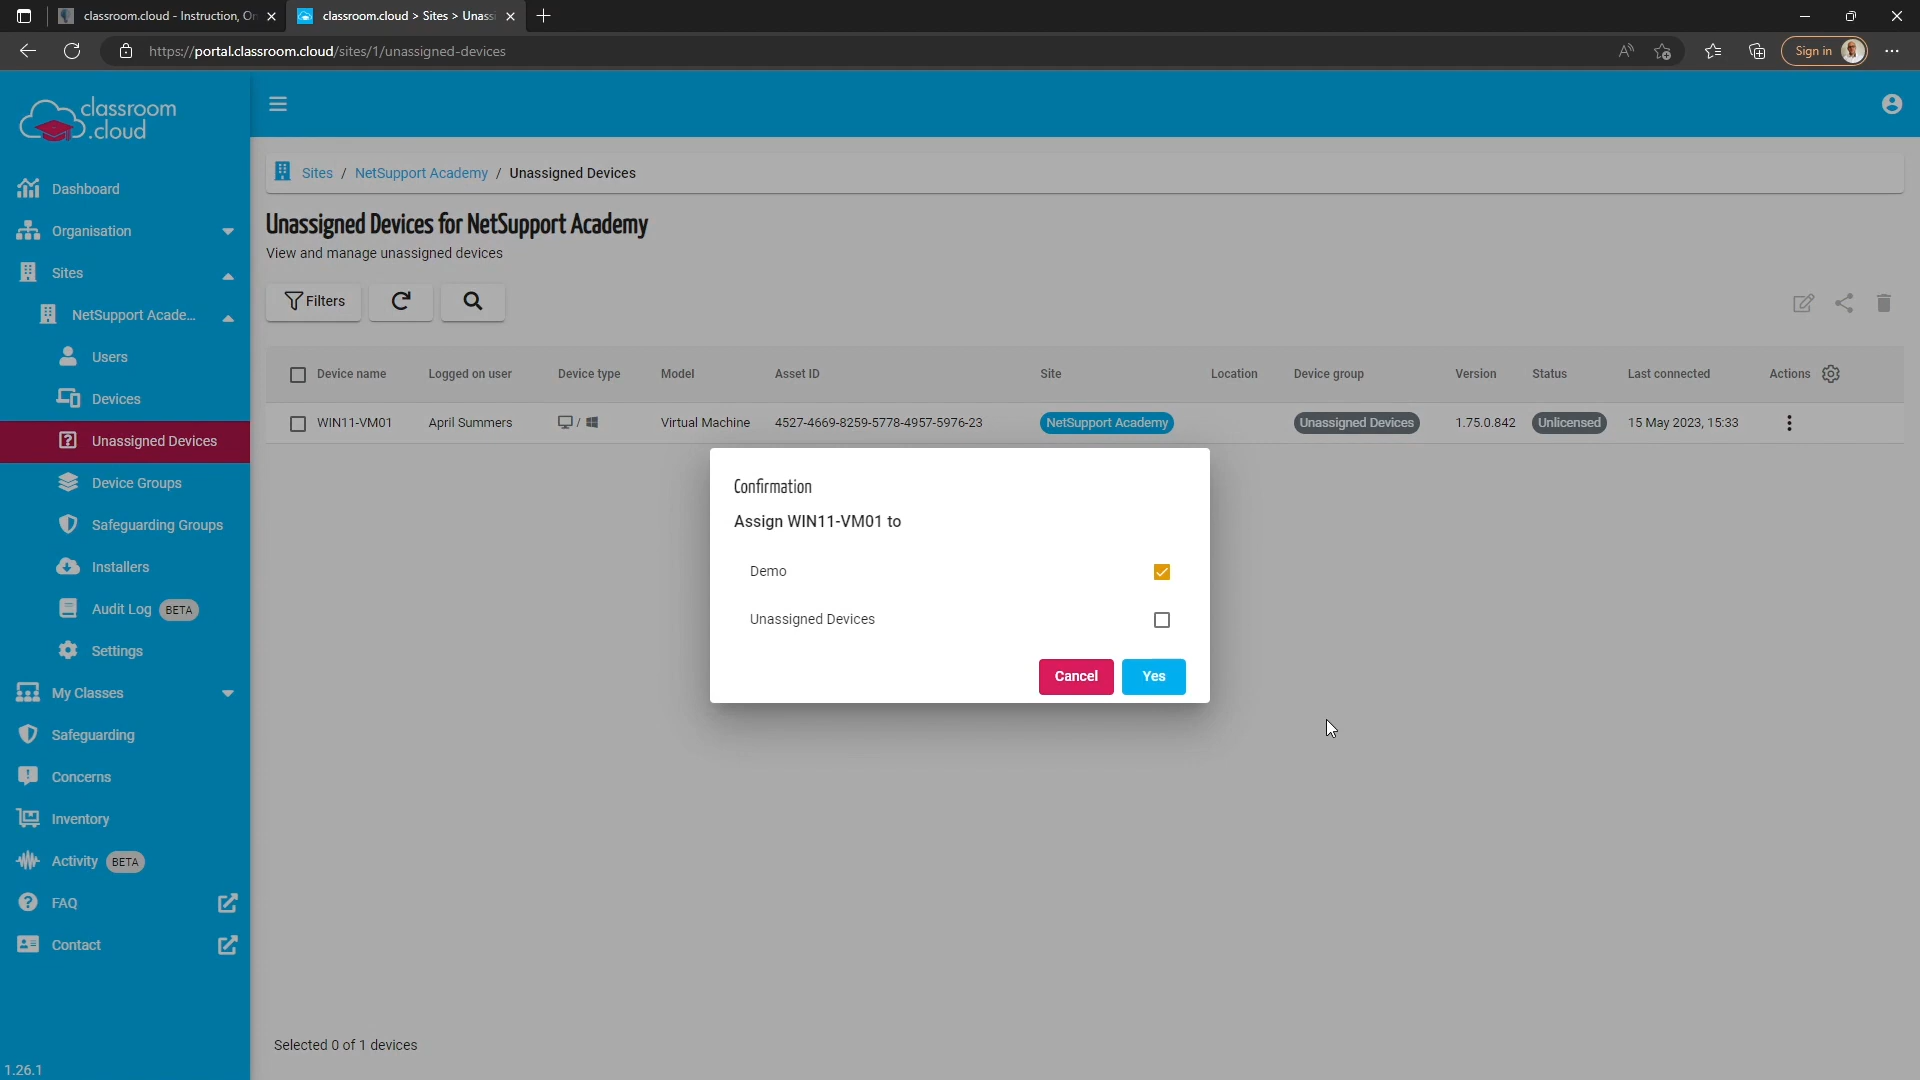 classroom.cloud - Instruction, On
classroom.cloud > Sites > Unass
https://portal.classroom.cloud/sites/1/unassigned-devices
Sign in
classroom
.cloud
Dashboard
Organisation
Sites
NetSupport Acade...
Users
Devices
Unassigned Devices
Device Groups
Safeguarding Groups
Installers
Audit Log BETA
Settings
My Classes
Safeguarding
Concerns
Inventory
Activity BETA
FAQ
Contact
1.26.1
Sites / NetSupport Academy / Unassigned Devices
Unassigned Devices for NetSupport Academy
View and manage unassigned devices
Filters
Device name Logged on user Device type Model Asset ID Site Location Device group Version Status Last connected Actions
WIN11-VM01 April Summers / Virtual Machine 4527-4669-8259-5778-4957-5976-23 NetSupport Academy Unassigned Devices 1.75.0.842 Unlicensed 15 May 2023, 15:33
Confirmation
Assign WIN11-VM01 to
Demo
Unassigned Devices
Cancel Yes
Selected 0 of 1 devices